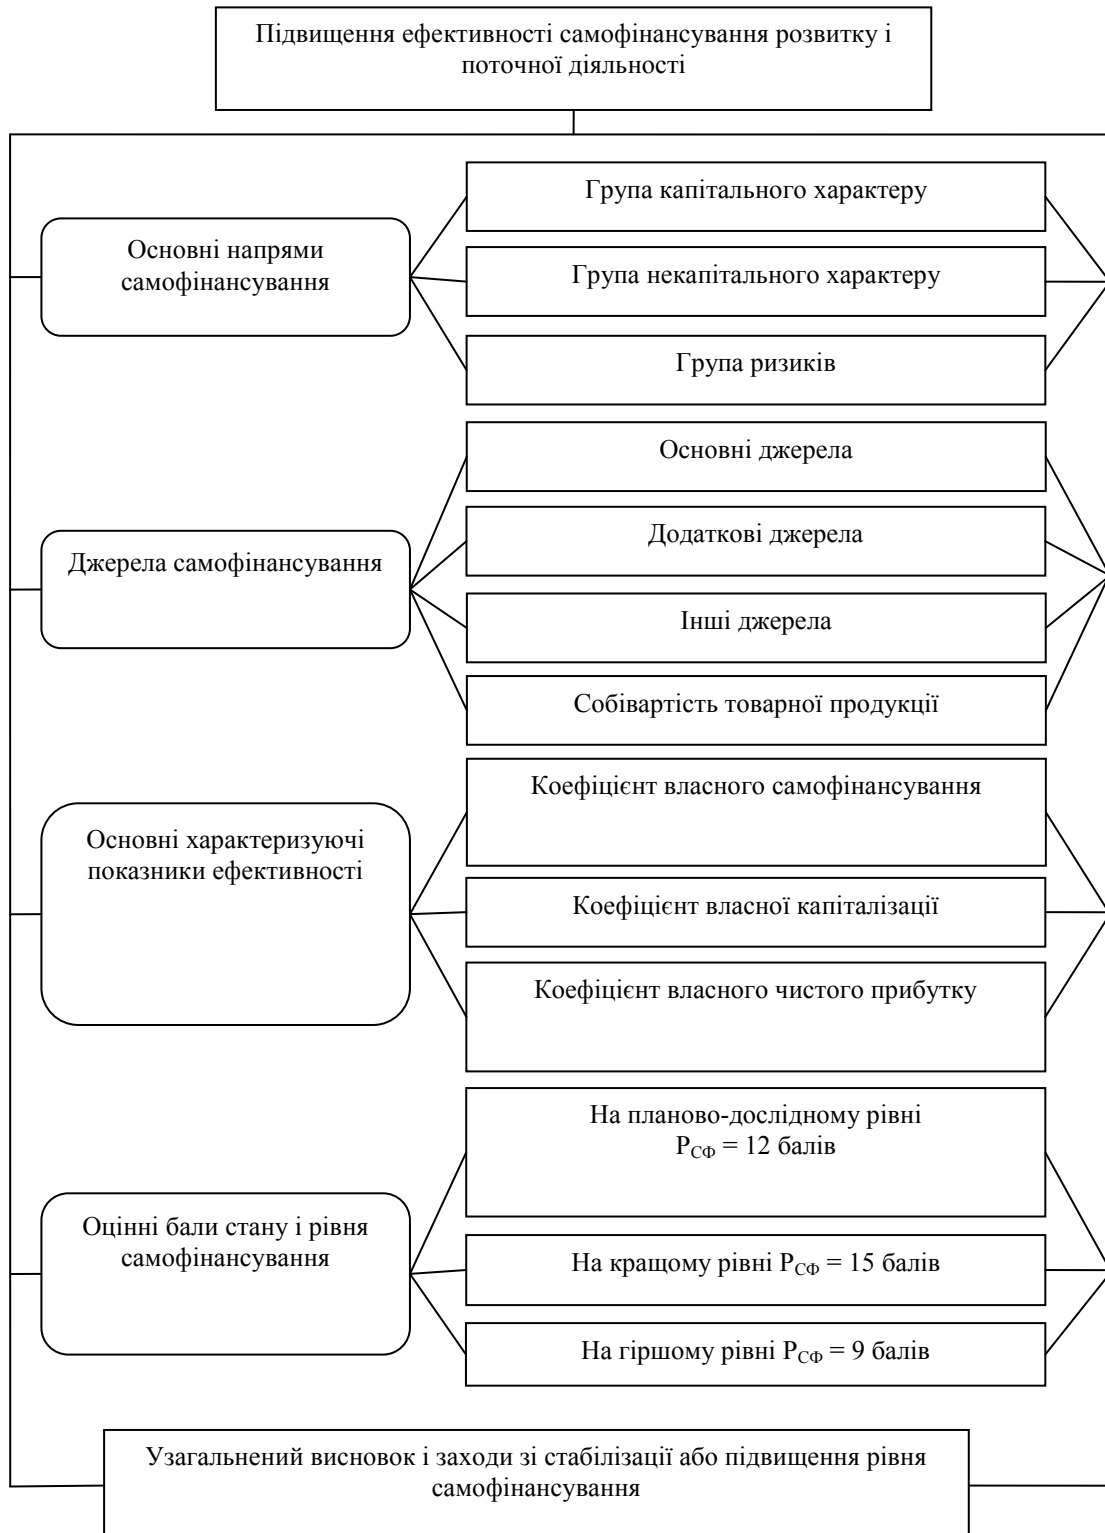 Підвищення ефективності самофінансування розвитку і
поточної діяльності
Основні напрями
самофінансування
Група капітального характеру
Група некапітального характеру
Група ризиків
Джерела самофінансування
Основні джерела
Додаткові джерела
Інші джерела
Собівартість товарної продукції
Основні характеризуючі
показники ефективності
Коефіцієнт власного самофінансування
Коефіцієнт власної капіталізації
Коефіцієнт власного чистого прибутку
Оцінні бали стану і рівня
самофінансування
На планово-дослідному рівні
Р_СФ = 12 балів
На кращому рівні Р_СФ = 15 балів
На гіршому рівні Р_СФ = 9 балів
Узагальнений висновок і заходи зі стабілізації або підвищення рівня
самофінансування